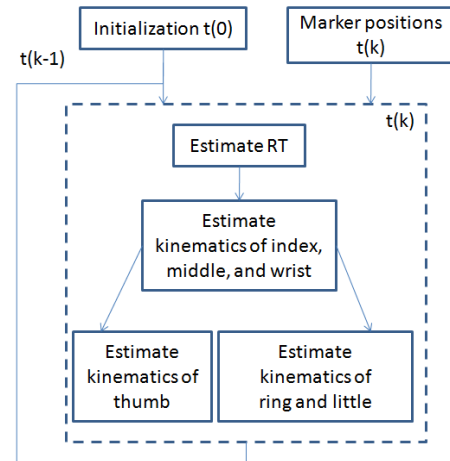 Initialization t(0)
Marker positions
t(k)
t(k-1)
t(k)
Estimate RT
Estimate
kinematics of index,
middle, and wrist
Estimate
kinematics of
thumb
Estimate
kinematics of
ring and little